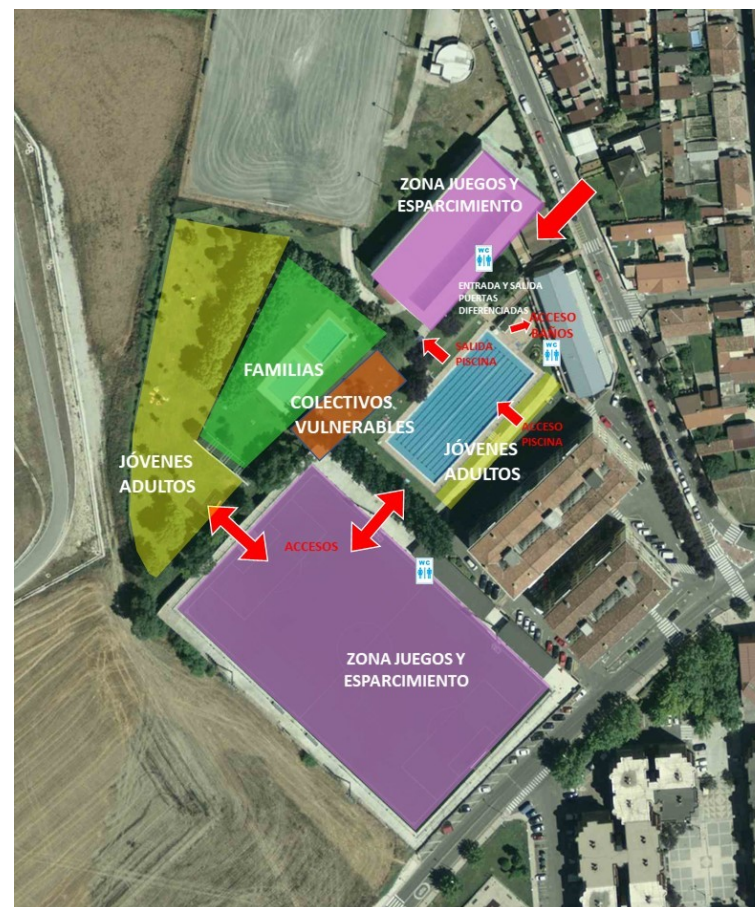 ZONA JUEGOS Y
ESPARCIMIENTO
WC
ENTRADA Y SALIDA
PUERTAS
DIFERENCIADAS
ACCESO
BAÑOS
WC
SALIDA
PISCINA
FAMILIAS
COLECTIVOS
VULNERABLES
ACCESO
PISCINA
JÓVENES
ADULTOS
JÓVENES
ADULTOS
ACCESOS
WC
ZONA JUEGOS Y
ESPARCIMIENTO